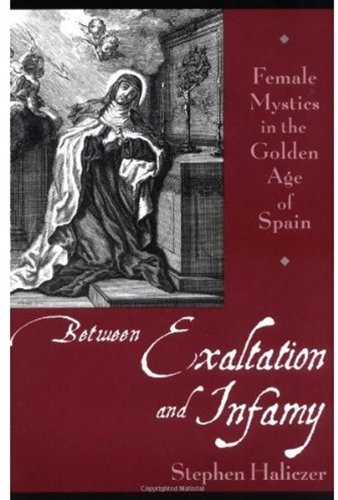 Female
Mystics
in the
Golden
Age of
Spain
Between
Exaltation
and Infamy
Stephen Haliczer